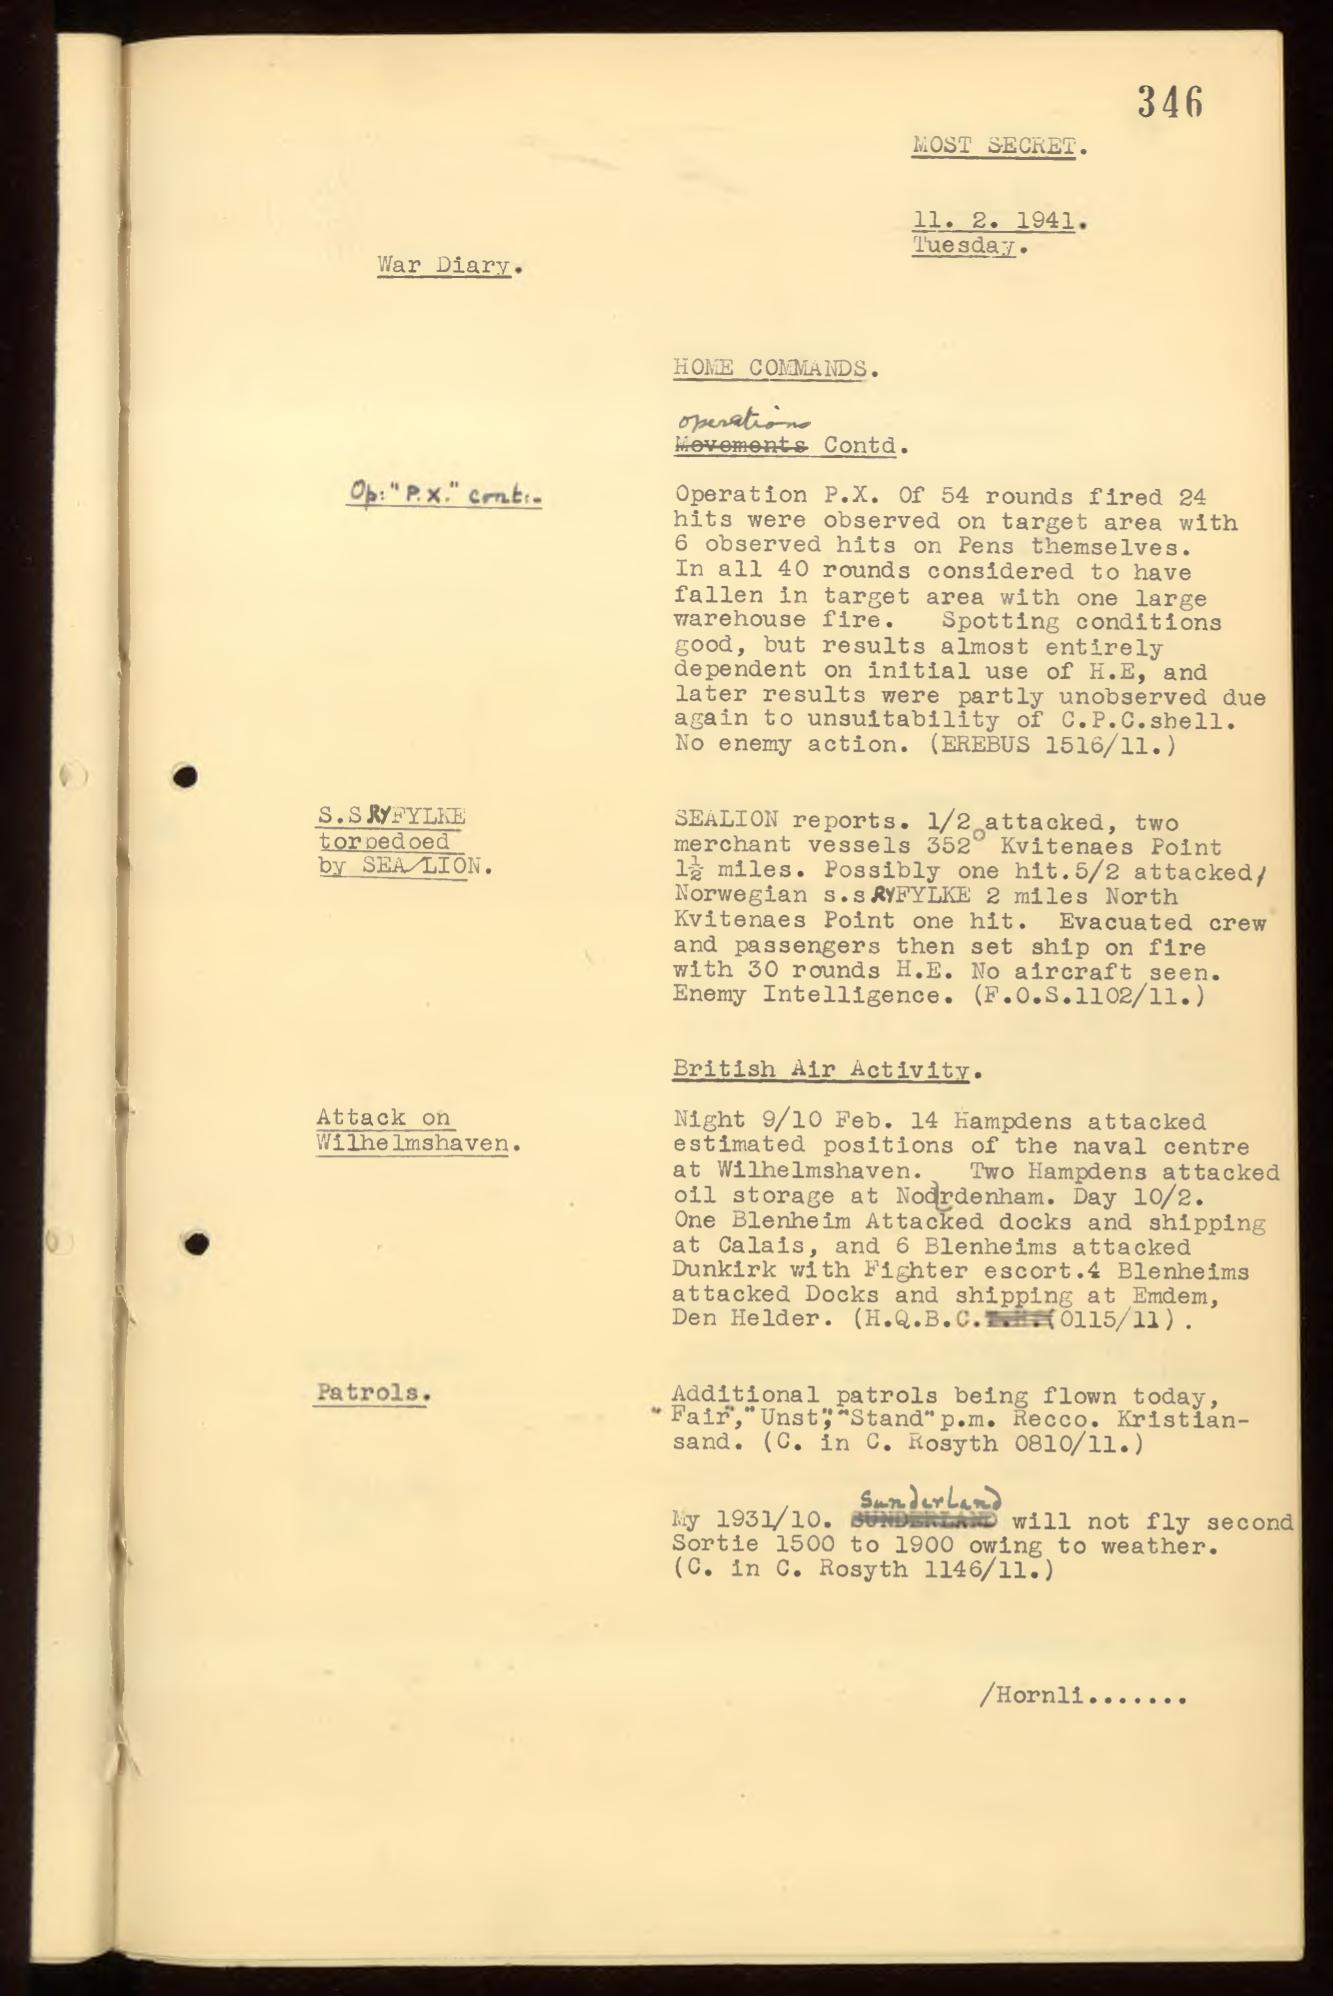 346
MOST SECRET.
11. 2. 1941.
Tuesday.
War Diary.
HOME COMMANDS.
operations
Movements Contd.
Op: "P.X." cont:-
Operation P.X. Of 54 rounds fired 24
hits were observed on target area with
6 observed hits on Pens themselves.
In all 40 rounds considered to have
fallen in target area with one large
warehouse fire. Spotting conditions
good, but results almost entirely
dependent on initial use of H.E, and
later results were partly unobserved due
again to unsuitability of C.P.C.shell.
No enemy action. (EREBUS 1516/11.)
S.S RYFYLKE
torpedoed
by SEA/LION.
SEALION reports. 1/2 attacked, two
merchant vessels 352° Kvitenaes Point
1½ miles. Possibly one hit.5/2 attacked/
Norwegian s.s RYFYLKE 2 miles North
Kvitenaes Point one hit. Evacuated crew
and passengers then set ship on fire
with 30 rounds H.E. No aircraft seen.
Enemy Intelligence. (F.O.S.1102/11.)
British Air Activity.
Attack on
Wilhelmshaven.
Night 9/10 Feb. 14 Hampdens attacked
estimated positions of the naval centre
at Wilhelmshaven. Two Hampdens attacked
oil storage at Nodrdenham. Day 10/2.
One Blenheim Attacked docks and shipping
at Calais, and 6 Blenheims attacked
Dunkirk with Fighter escort.4 Blenheims
attacked Docks and shipping at Emdem,
Den Helder. (H.Q.B.C. 0115/11).
Patrols.
Additional patrols being flown today,
"Fair","Unst","Stand" p.m. Recco. Kristian-
sand. (C. in C. Rosyth 0810/11.)
Sunderland
My 1931/10. SUNDERLAND will not fly second
Sortie 1500 to 1900 owing to weather.
(C. in C. Rosyth 1146/11.)
/Hornli.......